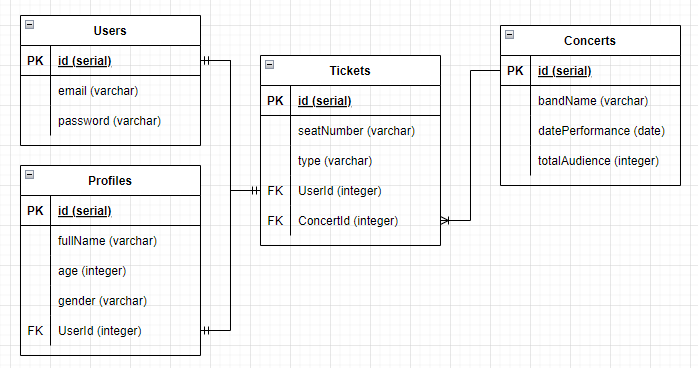 Users
PK id (serial)
email (varchar)
password (varchar)
Profiles
PK id (serial)
fullName (varchar)
age (integer)
gender (varchar)
FK UserId (integer)
Tickets
PK id (serial)
seatNumber (varchar)
type (varchar)
FK UserId (integer)
FK ConcertId (integer)
Concerts
PK id (serial)
bandName (varchar)
datePerformance (date)
totalAudience (integer)